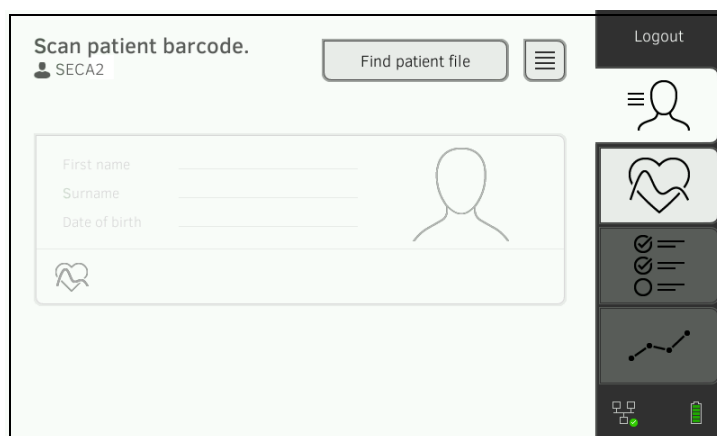 Scan patient barcode.
SECA2
Find patient file
Logout
First name
Surname
Date of birth